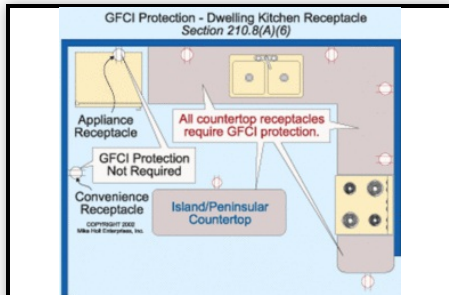 GFCI Protection - Dwelling Kitchen Receptacle
Section 210.8(A)(6)
Appliance
Receptacle
All countertop receptacles
require GFCI protection.
GFCI Protection
Not Required
Convenience
Receptacle
COPYRIGHT 2002
Mike Holt Enterprises, Inc.
Island/Peninsular
Countertop